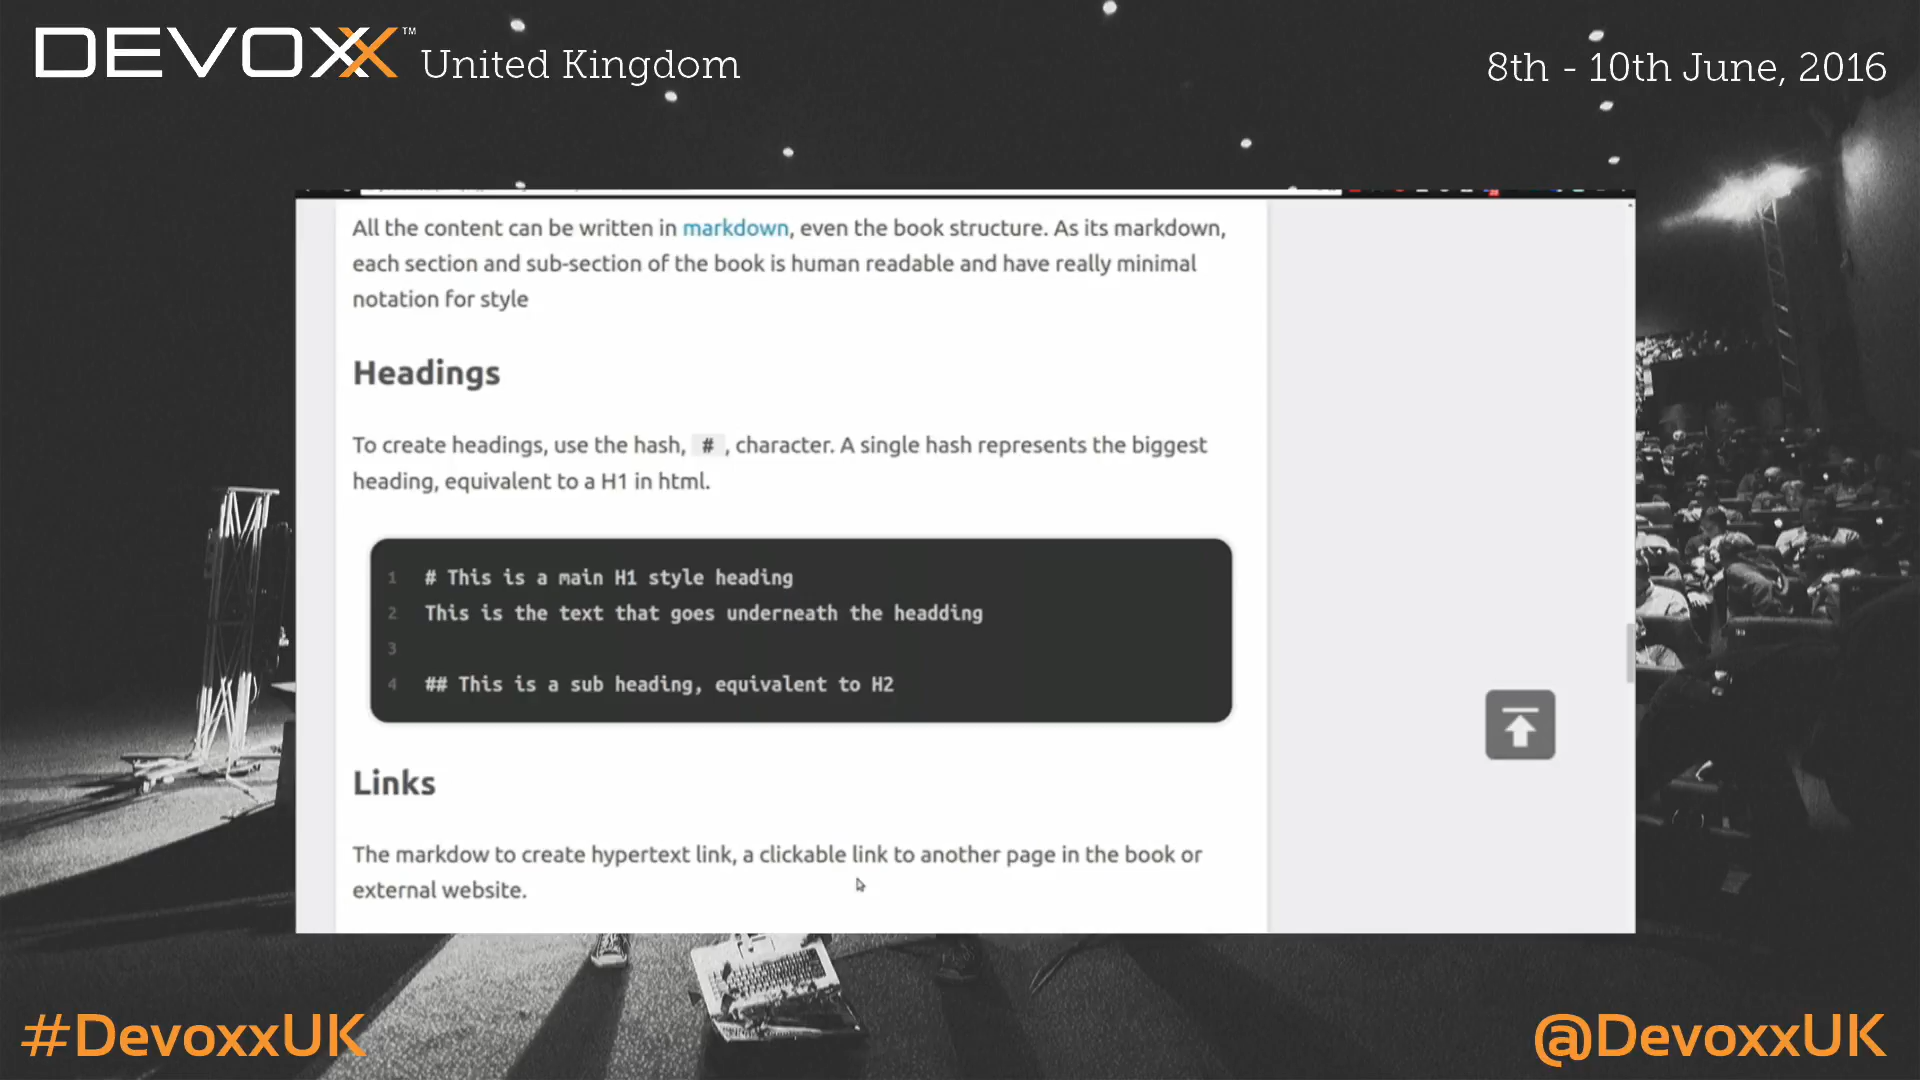 DEVOXX™ United Kingdom
8th - 10th June, 2016
All the content can be written in markdown, even the book structure. As its markdown,
each section and sub-section of the book is human readable and have really minimal
notation for style
Headings
To create headings, use the hash, # , character. A single hash represents the biggest
heading, equivalent to a H1 in html.
1 # This is a main H1 style heading
2 This is the text that goes underneath the headding
3
4 ## This is a sub heading, equivalent to H2
Links
The markdow to create hypertext link, a clickable link to another page in the book or
external website.
#DevoxxUK
@DevoxxUK